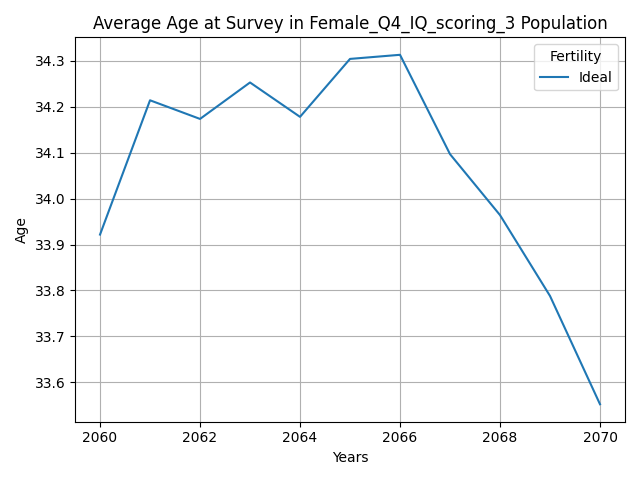 Average Age at Survey in Female_Q4_IQ_scoring_3 Population
Fertility
Ideal
34.3
34.2
34.1
34.0
33.9
33.8
33.7
33.6
Age
2060
2062
2064
2066
2068
2070
Years